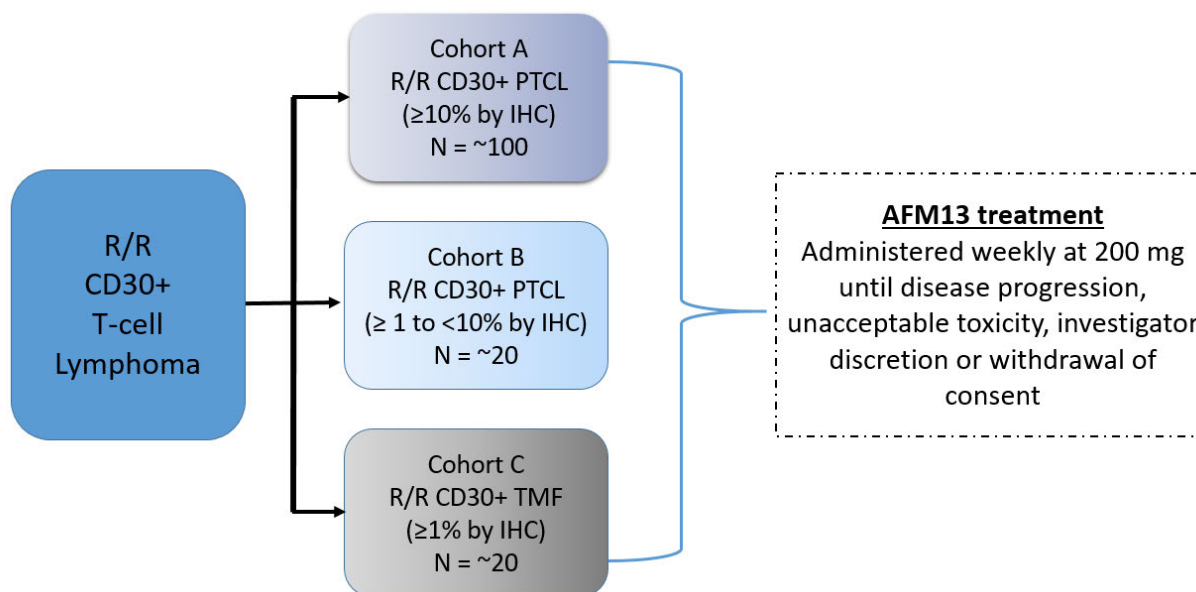 R/R
CD30+
T-cell
Lymphoma
Cohort A
R/R CD30+ PTCL
(≥10% by IHC)
N = ~100
Cohort B
R/R CD30+ PTCL
(≥ 1 to <10% by IHC)
N = ~20
Cohort C
R/R CD30+ TMF
(≥1% by IHC)
N = ~20
AFM13 treatment
Administered weekly at 200 mg
until disease progression,
unacceptable toxicity, investigator
discretion or withdrawal of
consent